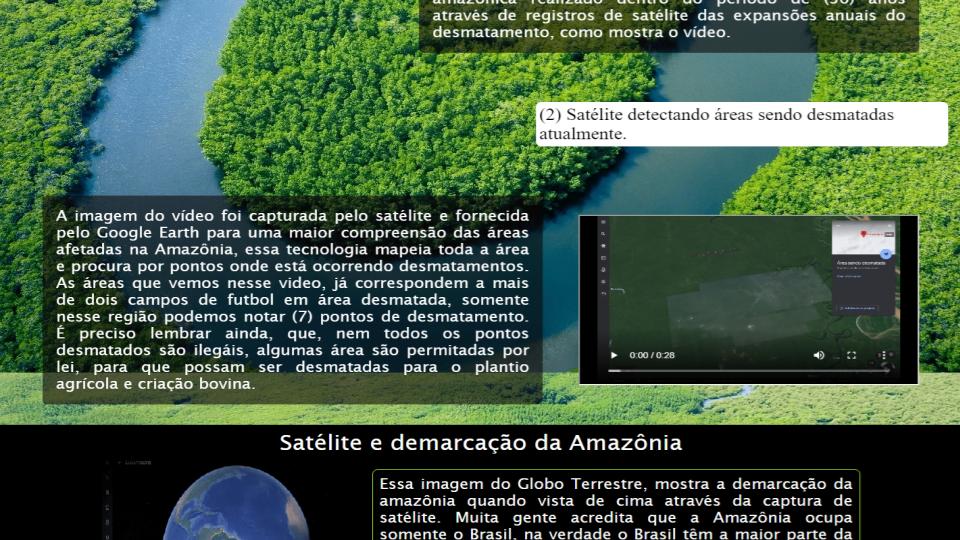 amazônica realizado dentro do período de (36) anos
através de registros de satélite das expansões anuais do
desmatamento, como mostra o vídeo.
(2) Satélite detectando áreas sendo desmatadas
atualmente.
A imagem do vídeo foi capturada pelo satélite e fornecida
pelo Google Earth para uma maior compreensão das áreas
afetadas na Amazônia, essa tecnologia mapeia toda a área
e procura por pontos onde está ocorrendo desmatamentos.
As áreas que vemos nesse video, já correspondem a mais
de dois campos de futbol em área desmatada, somente
nesse região podemos notar (7) pontos de desmatamento.
É preciso lembrar ainda, que, nem todos os pontos
desmatados são ilegáis, algumas área são permitadas por
lei, para que possam ser desmatadas para o plantio
agrícola e criação bovina.
Área sendo desmatada
0:00 / 0:28
Satélite e demarcação da Amazônia
Essa imagem do Globo Terrestre, mostra a demarcação da
amazônia quando vista de cima através da captura de
satélite. Muita gente acredita que a Amazônia ocupa
somente o Brasil, na verdade o Brasil têm a maior parte da